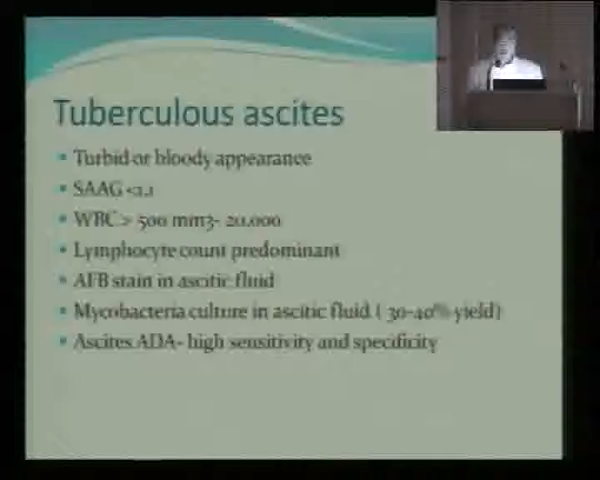 Tuberculous ascites
Turbid or bloody appearance
SAAG <1.1
WBC > 500 mm3- 20,000
Lymphocyte count predominant
AFB stain in ascitic fluid
Mycobacteria culture in ascitic fluid ( 30-40% yield)
Ascites ADA- high sensitivity and specificity